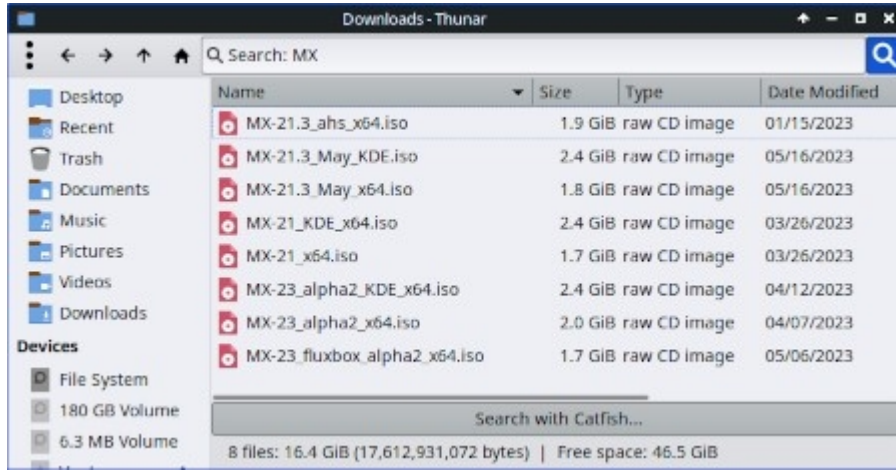 Downloads - Thunar
Search: MX
Desktop
Recent
Trash
Documents
Music
Pictures
Videos
Downloads
Devices
File System
180 GB Volume
6.3 MB Volume
Name Size Type Date Modified
MX-21.3_ahs_x64.iso 1.9 GiB raw CD image 01/15/2023
MX-21.3_May_KDE.iso 2.4 GiB raw CD image 05/16/2023
MX-21.3_May_x64.iso 1.8 GiB raw CD image 05/16/2023
MX-21_KDE_x64.iso 2.4 GiB raw CD image 03/26/2023
MX-21_x64.iso 1.7 GiB raw CD image 03/26/2023
MX-23_alpha2_KDE_x64.iso 2.4 GiB raw CD image 04/12/2023
MX-23_alpha2_x64.iso 2.0 GiB raw CD image 04/07/2023
MX-23_fluxbox_alpha2_x64.iso 1.7 GiB raw CD image 05/06/2023
Search with Catfish...
8 files: 16.4 GiB (17,612,931,072 bytes) | Free space: 46.5 GiB